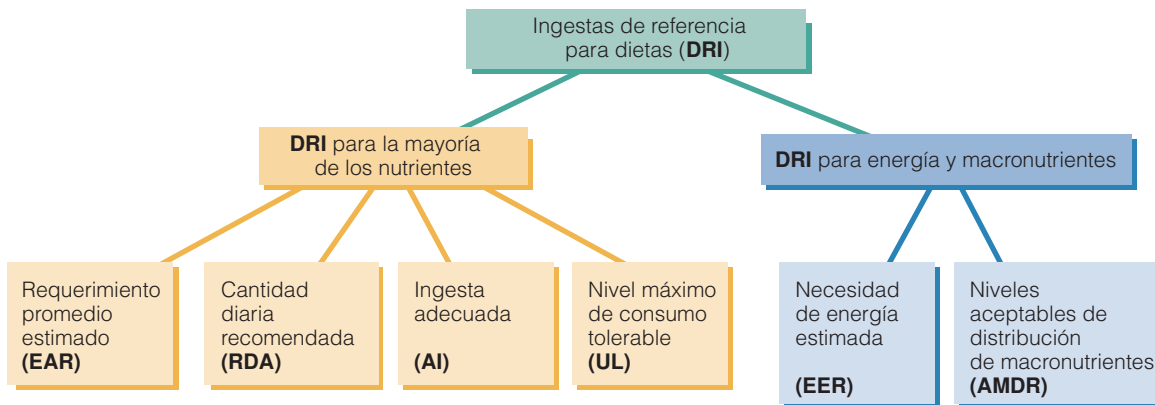 Ingestas de referencia
para dietas (DRI)
DRI para la mayoría
de los nutrientes
DRI para energía y macronutrientes
Requerimiento
promedio
estimado
(EAR)
Cantidad
diaria
recomendada
(RDA)
Ingesta
adecuada
(AI)
Nivel máximo
de consumo
tolerable
(UL)
Necesidad
de energía
estimada
(EER)
Niveles
aceptables de
distribución
de macronutrientes
(AMDR)